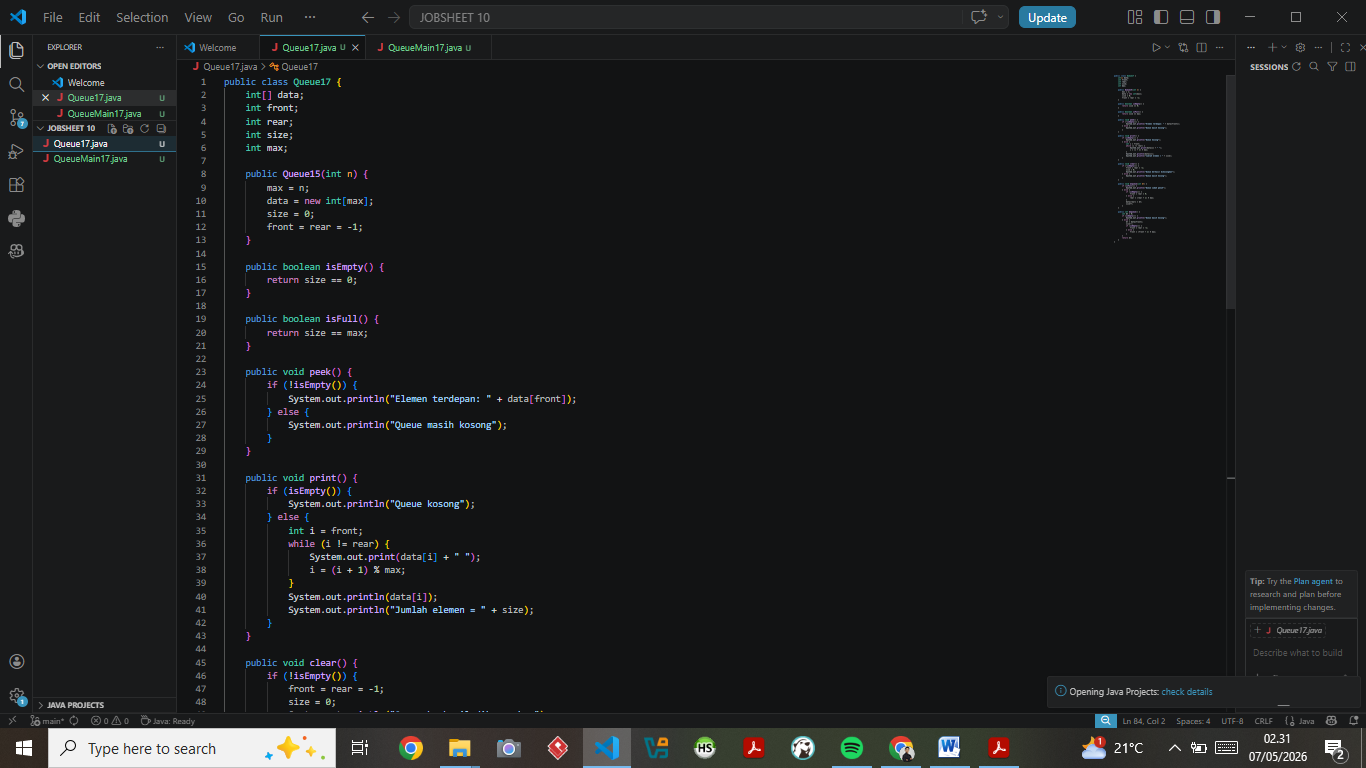 File Edit Selection View Go Run ··· JOBSHEET 10 Update
EXPLORER ···
OPEN EDITORS
Welcome
Queue17.java U
QueueMain17.java U
JOBSHEET 10
Queue17.java U
QueueMain17.java U
JAVA PROJECTS
Welcome Queue17.java U QueueMain17.java U
Queue17.java > Queue17
1 public class Queue17 {
2 int[] data;
3 int front;
4 int rear;
5 int size;
6 int max;
7
8 public Queue15(int n) {
9 max = n;
10 data = new int[max];
11 size = 0;
12 front = rear = -1;
13 }
14
15 public boolean isEmpty() {
16 return size == 0;
17 }
18
19 public boolean isFull() {
20 return size == max;
21 }
22
23 public void peek() {
24 if (!isEmpty()) {
25 System.out.println("Elemen terdepan: " + data[front]);
26 } else {
27 System.out.println("Queue masih kosong");
28 }
29 }
30
31 public void print() {
32 if (isEmpty()) {
33 System.out.println("Queue kosong");
34 } else {
35 int i = front;
36 while (i != rear) {
37 System.out.print(data[i] + " ");
38 i = (i + 1) % max;
39 }
40 System.out.println(data[i]);
41 System.out.println("Jumlah elemen = " + size);
42 }
43 }
44
45 public void clear() {
46 if (!isEmpty()) {
47 front = rear = -1;
48 size = 0;
SESSIONS
Tip: Try the Plan agent to
research and plan before
implementing changes.
Queue17.java
Describe what to build
Opening Java Projects: check details
7
1
main* 0 0 Java: Ready Ln 84, Col 2 Spaces: 4 UTF-8 CRLF Java
Type here to search
HS
1 21°C 02.31
07/05/2026
2